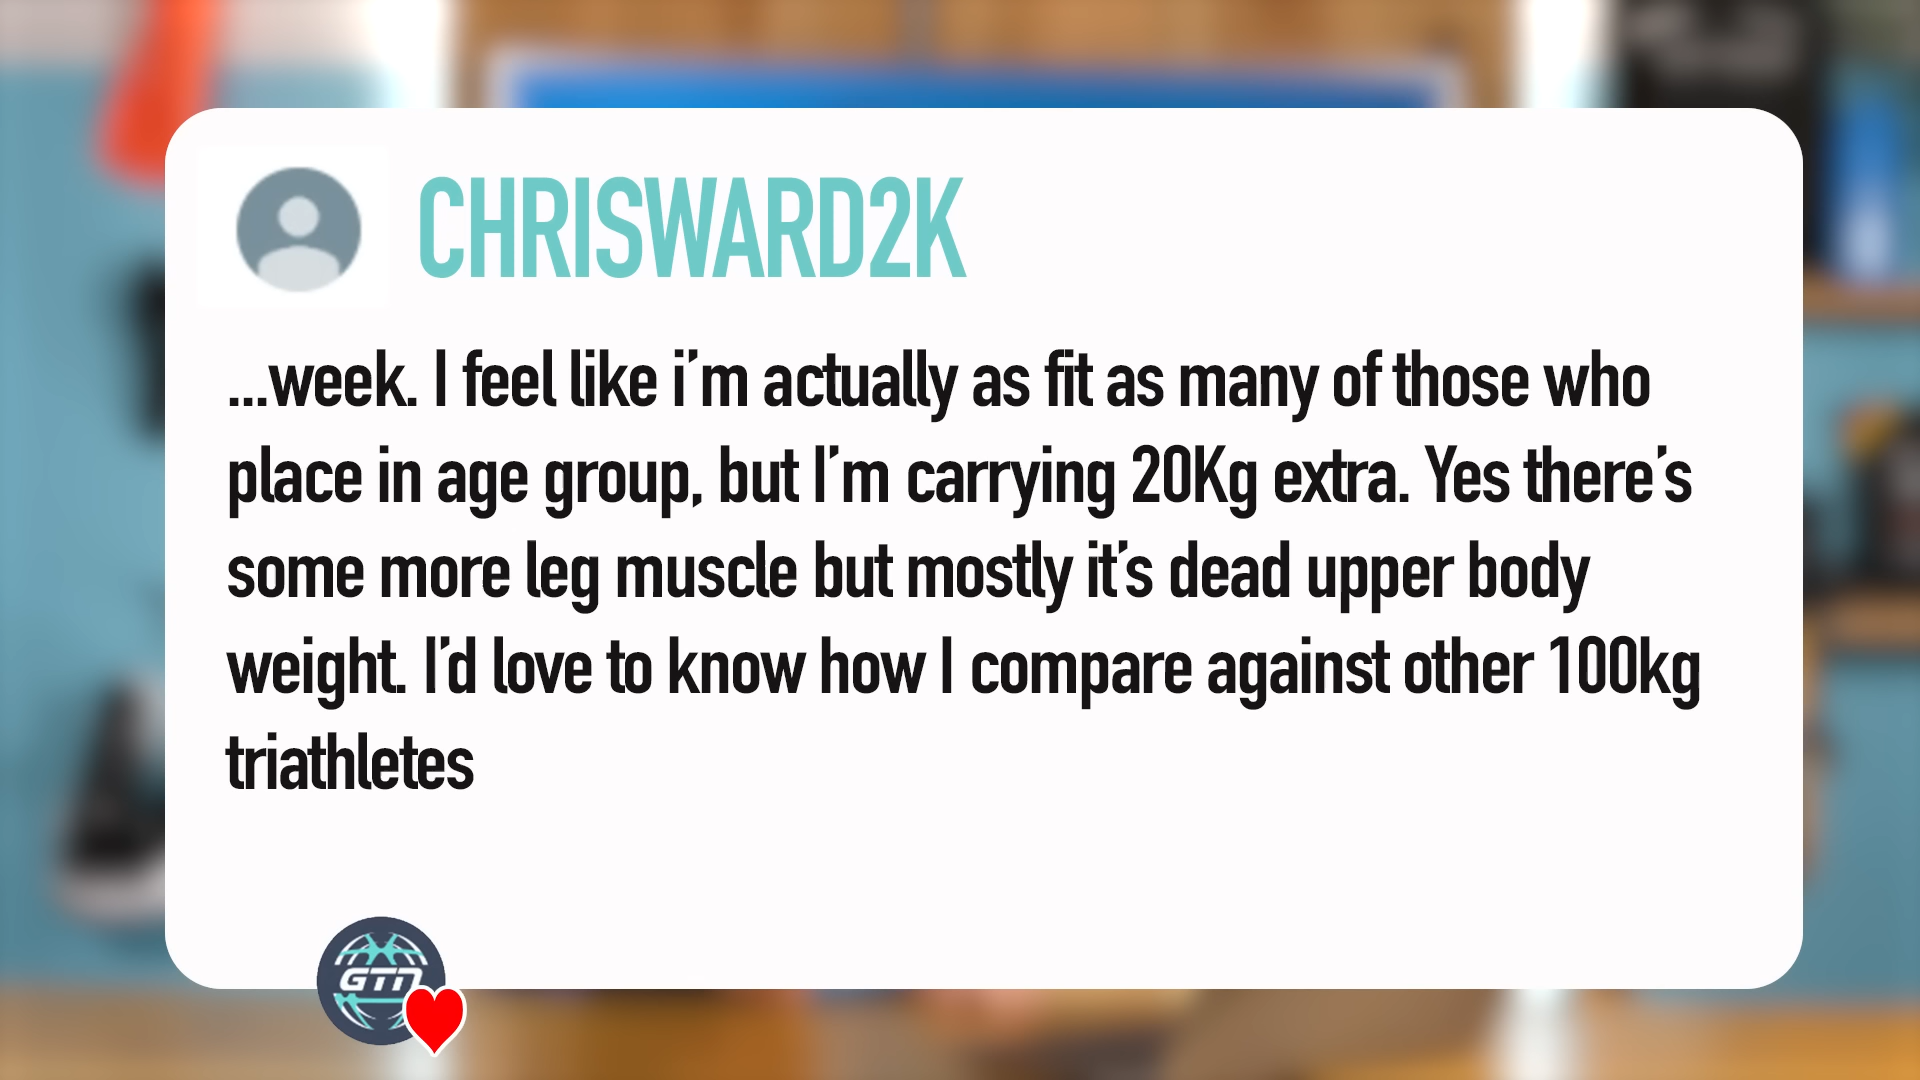 CHRISWARD2K
...week. I feel like i'm actually as fit as many of those who
place in age group, but I'm carrying 20Kg extra. Yes there's
some more leg muscle but mostly it's dead upper body
weight. I'd love to know how I compare against other 100kg
triathletes
GTN